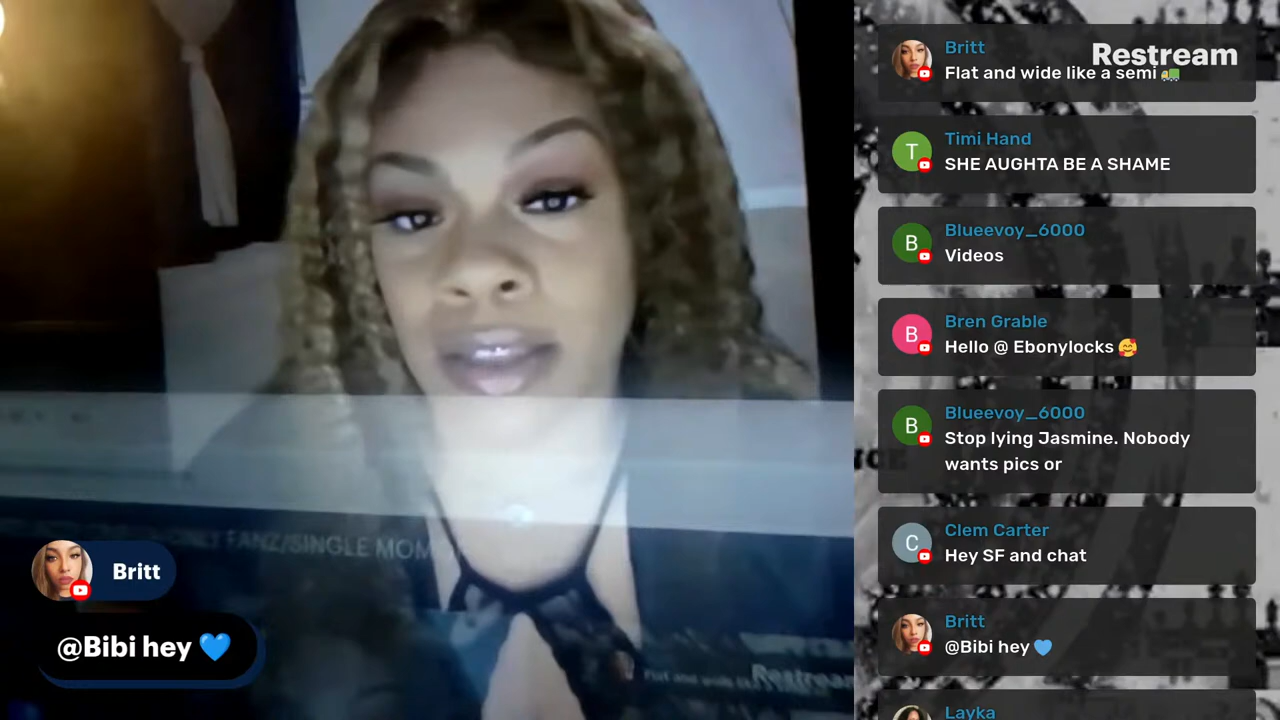 Britt
Restream
Flat and wide like a semi 🚛
Timi Hand
SHE AUGHTA BE A SHAME
Blueevoy_6000
Videos
Bren Grable
Hello @ Ebonylocks 🥰
Blueevoy_6000
Stop lying Jasmine. Nobody
wants pics or
Clem Carter
Hey SF and chat
Britt
@Bibi hey 💙
Layka
FANZ/SINGLE MOM
Restream
Britt
@Bibi hey 💙
T
B
B
B
C